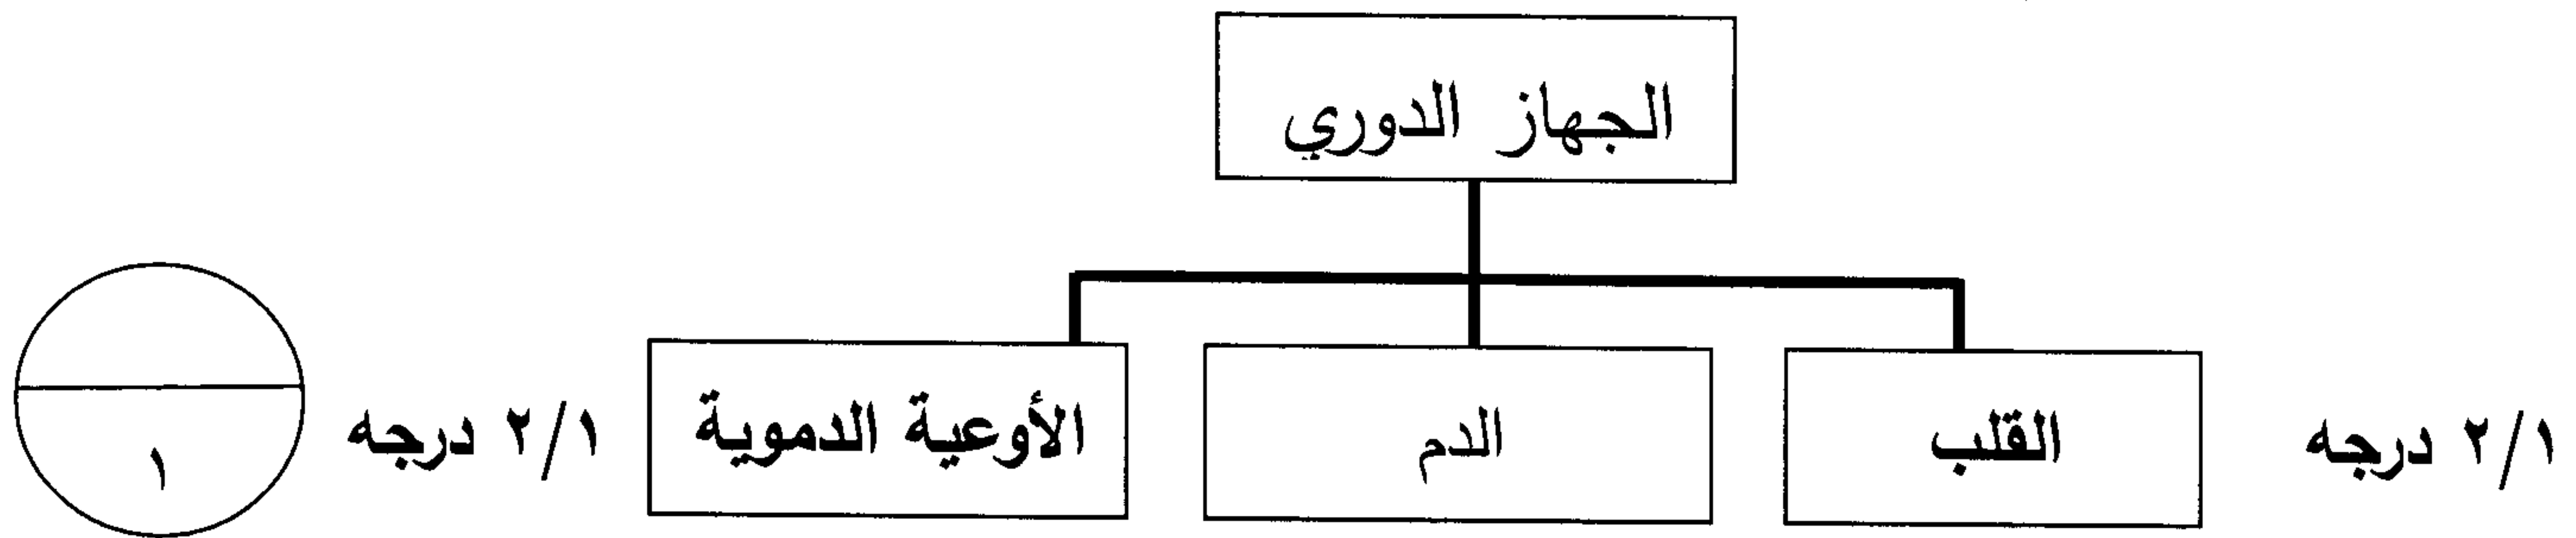 الجهاز الدوري
١/٢ درجه القلب الدم الأوعية الدموية ١/٢ درجه
١